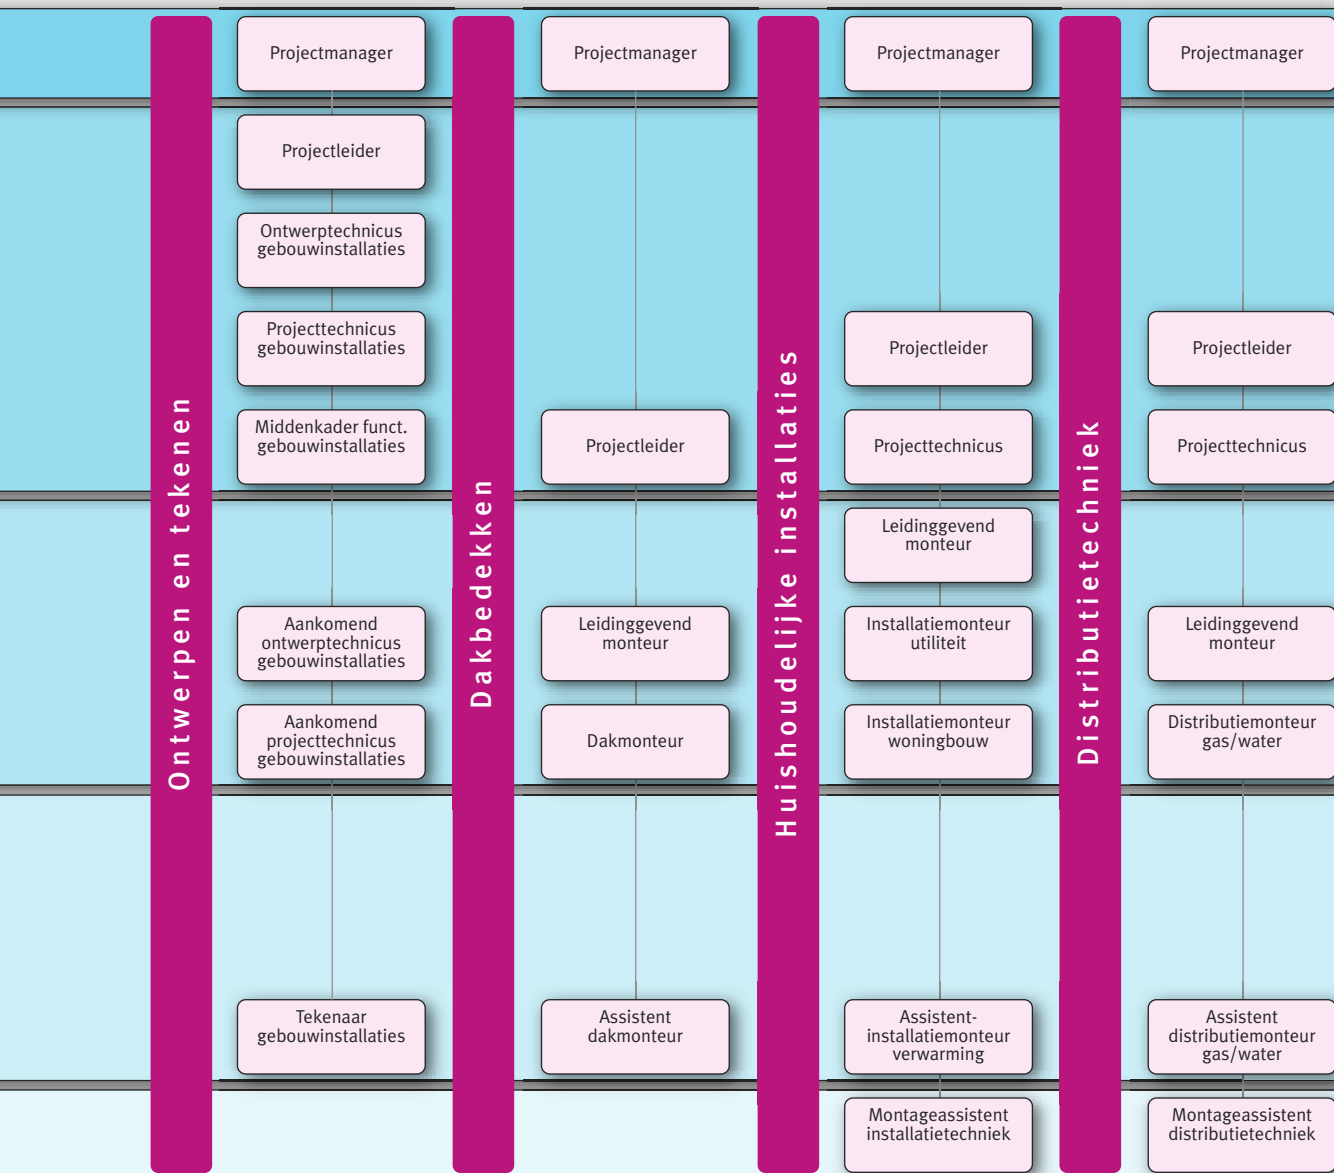 Ontwerpen en tekenen
Projectmanager
Projectleider
Ontwerptechnicus
gebouwinstallaties
Projecttechnicus
gebouwinstallaties
Middenkader funct.
gebouwinstallaties
Aankomend
ontwerptechnicus
gebouwinstallaties
Aankomend
projecttechnicus
gebouwinstallaties
Tekenaar
gebouwinstallaties
Dakbedekken
Projectmanager
Projectleider
Leidinggevend
monteur
Dakmonteur
Assistent
dakmonteur
Huishoudelijke installaties
Projectmanager
Projectleider
Projecttechnicus
Leidinggevend
monteur
Installatiemonteur
utiliteit
Installatiemonteur
woningbouw
Assistent-
installatiemonteur
verwarming
Montageassistent
installatietechniek
Distributietechniek
Projectmanager
Projectleider
Projecttechnicus
Leidinggevend
monteur
Distributiemonteur
gas/water
Assistent
distributiemonteur
gas/water
Montageassistent
distributietechniek